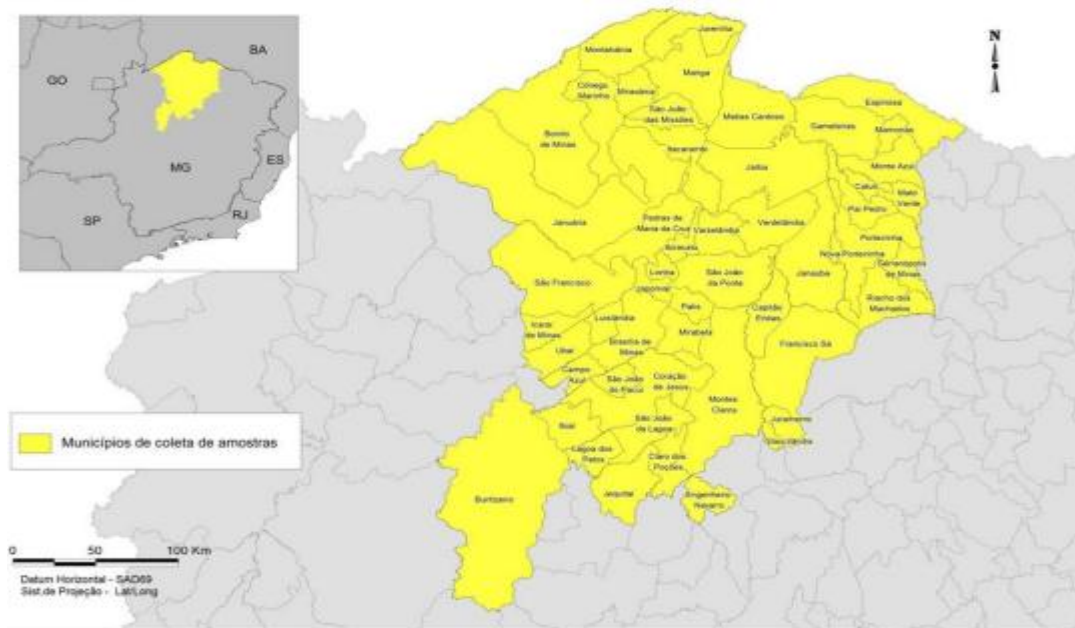 BA
GO
MG
ES
SP
RJ
N
Juvenília
Montalvânia
Manga
Cônego
Marinho
Miravânia
São João
das Missões
Matias Cardoso
Espinosa
Gameleiras
Mamonas
Bonito
de Minas
Itacarambi
Jaíba
Monte Azul
Catuti
Mato
Verde
Pai Pedro
Januária
Pedras de
Maria da Cruz
Varzelândia
Verdelândia
Porteirinha
Ibiracatu
Nova Porteirinha
Serranópolis
de Minas
São Francisco
Lontra
São João
da Ponte
Janaúba
Japonvar
Riacho dos
Machados
Patis
Capitão
Enéas
Icaraí
de Minas
Luislândia
Mirabela
Francisco Sá
Ubaí
Brasília de
Minas
Campo
Azul
São João
do Pacuí
Coração
de Jesus
Montes
Claros
Juramento
Glaucilândia
São João
da Lagoa
Ibiaí
Lagoa dos
Patos
Claro dos
Poções
Buritizeiro
Jequitaí
Engenheiro
Navarro
Municípios de coleta de amostras
0 50 100 Km
Datum Horizontal - SAD69
Sist.de Projeção - Lat/Long